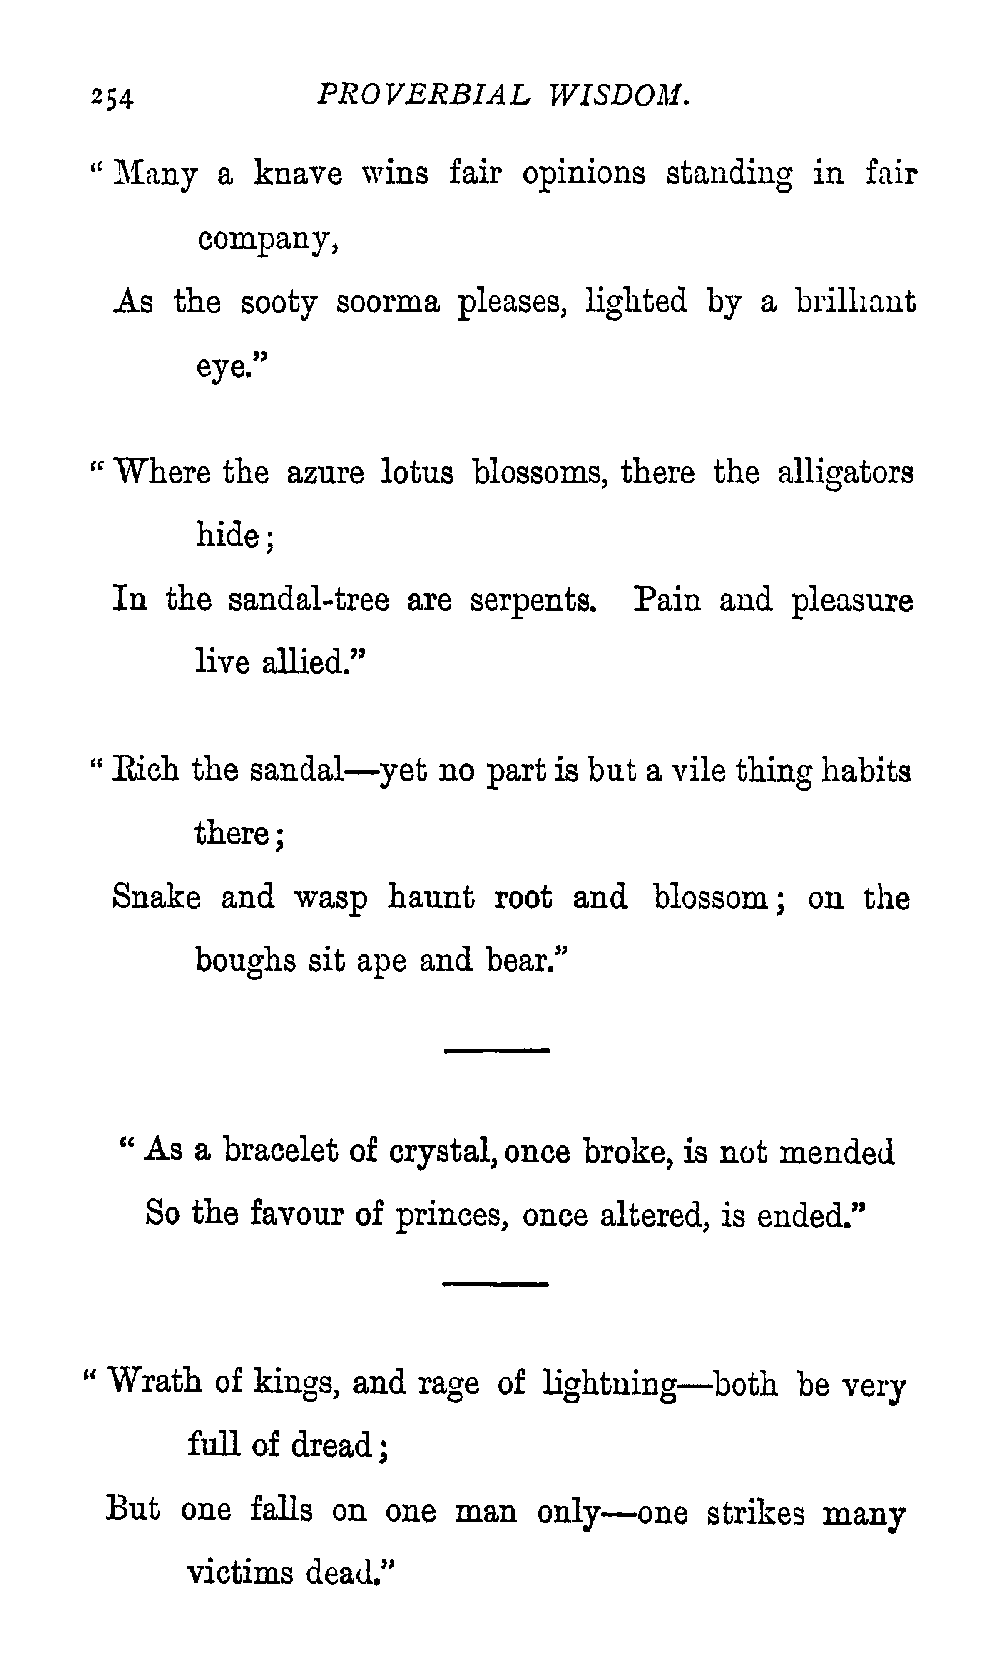 254 PROVERBIAL WISDOM.
“ Many a knave wins fair opinions standing in fair
company,
As the sooty soorma pleases, lighted by a brilliant
eye.”
“ Where the azure lotus blossoms, there the alligators
hide ;
In the sandal-tree are serpents. Pain and pleasure
live allied.”
“ Rich the sandal—yet no part is but a vile thing habits
there ;
Snake and wasp haunt root and blossom ; on the
boughs sit ape and bear.”
“ As a bracelet of crystal, once broke, is not mended
So the favour of princes, once altered, is ended.”
“ Wrath of kings, and rage of lightning—both be very
full of dread ;
But one falls on one man only—one strikes many
victims dead.”